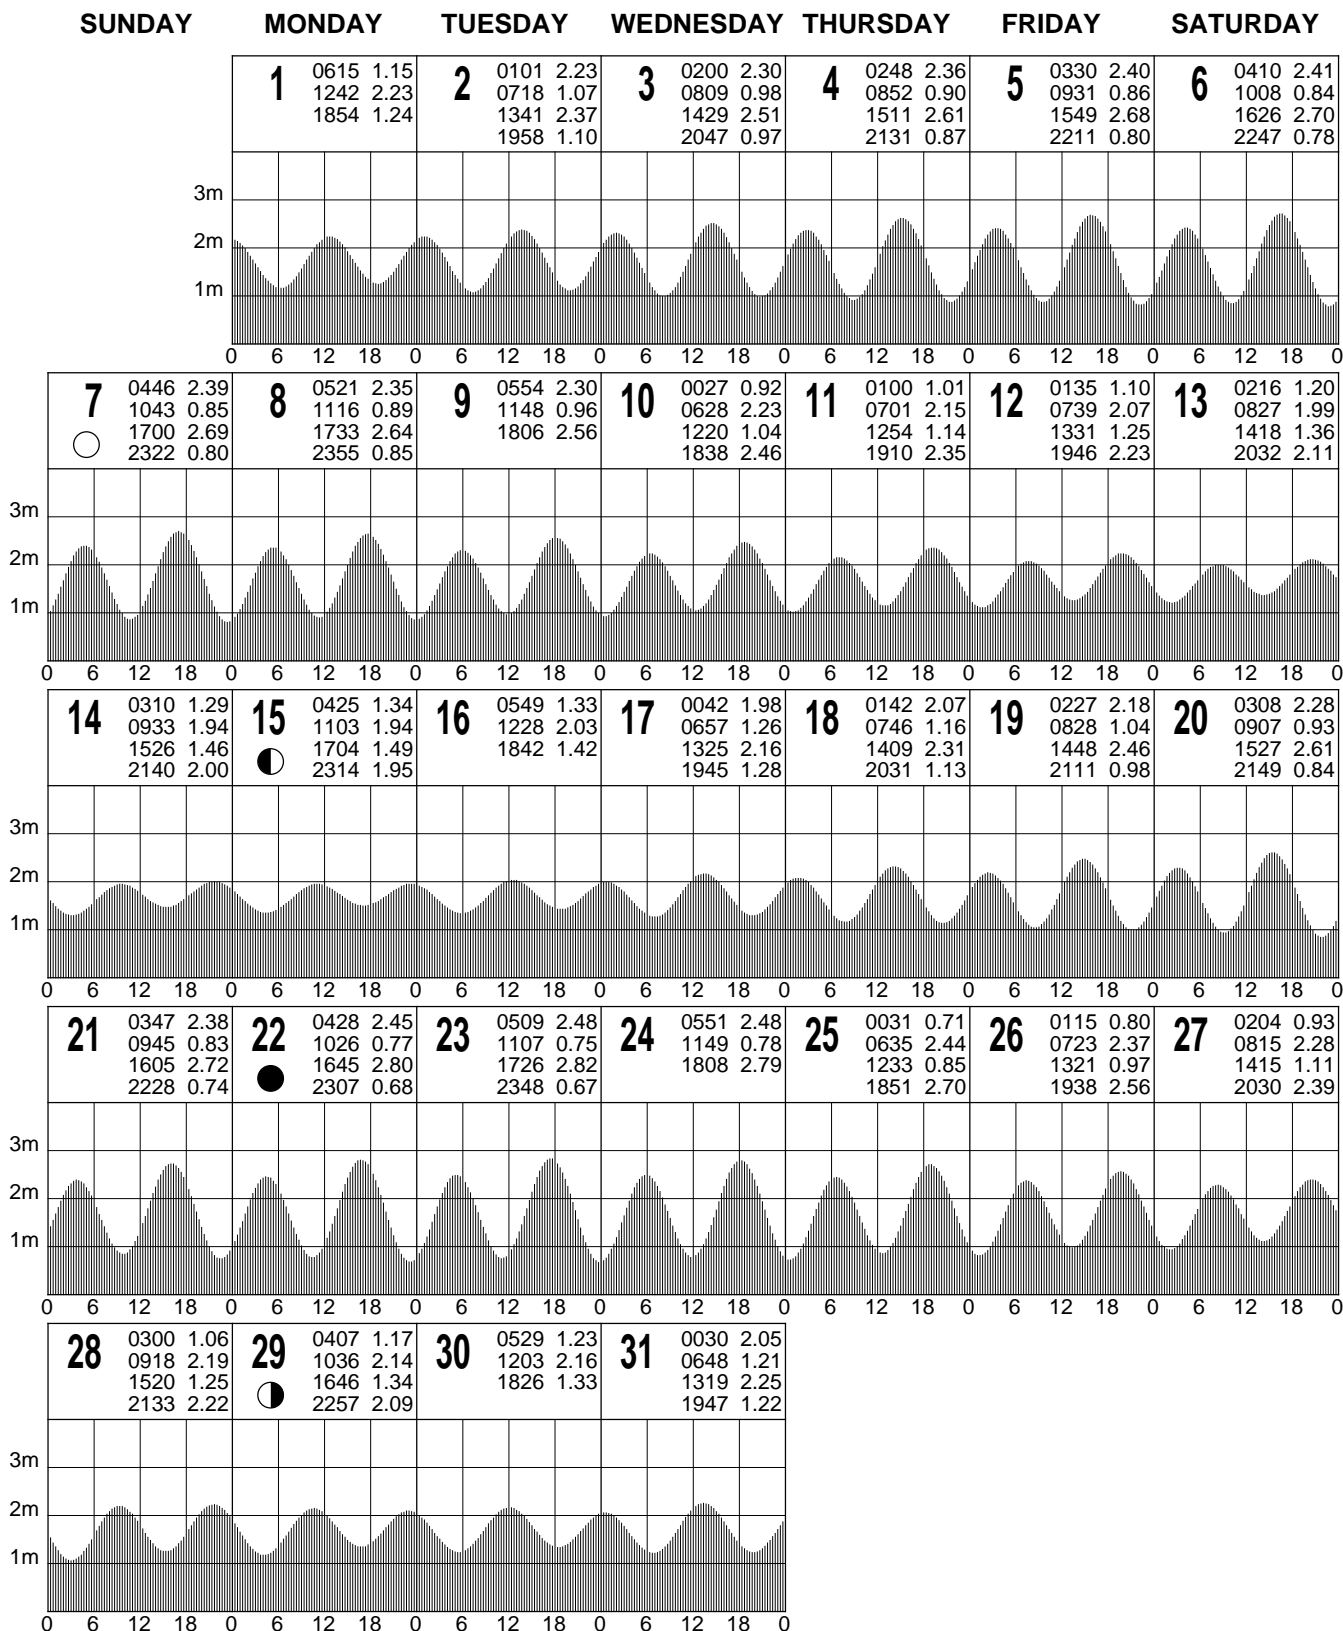 SUNDAY MONDAY TUESDAY WEDNESDAY THURSDAY FRIDAY SATURDAY
1 0615 1.15
1242 2.23
1854 1.24
2 0101 2.23
0718 1.07
1341 2.37
1958 1.10
3 0200 2.30
0809 0.98
1429 2.51
2047 0.97
4 0248 2.36
0852 0.90
1511 2.61
2131 0.87
5 0330 2.40
0931 0.86
1549 2.68
2211 0.80
6 0410 2.41
1008 0.84
1626 2.70
2247 0.78
3m
2m
1m
0 6 12 18 0 6 12 18 0 6 12 18 0 6 12 18 0 6 12 18 0 6 12 18 0
7 0446 2.39
1043 0.85
1700 2.69
2322 0.80
8 0521 2.35
1116 0.89
1733 2.64
2355 0.85
9 0554 2.30
1148 0.96
1806 2.56
10 0027 0.92
0628 2.23
1220 1.04
1838 2.46
11 0100 1.01
0701 2.15
1254 1.14
1910 2.35
12 0135 1.10
0739 2.07
1331 1.25
1946 2.23
13 0216 1.20
0827 1.99
1418 1.36
2032 2.11
3m
2m
1m
0 6 12 18 0 6 12 18 0 6 12 18 0 6 12 18 0 6 12 18 0 6 12 18 0 6 12 18 0
14 0310 1.29
0933 1.94
1526 1.46
2140 2.00
15 0425 1.34
1103 1.94
1704 1.49
2314 1.95
16 0549 1.33
1228 2.03
1842 1.42
17 0042 1.98
0657 1.26
1325 2.16
1945 1.28
18 0142 2.07
0746 1.16
1409 2.31
2031 1.13
19 0227 2.18
0828 1.04
1448 2.46
2111 0.98
20 0308 2.28
0907 0.93
1527 2.61
2149 0.84
3m
2m
1m
0 6 12 18 0 6 12 18 0 6 12 18 0 6 12 18 0 6 12 18 0 6 12 18 0 6 12 18 0
21 0347 2.38
0945 0.83
1605 2.72
2228 0.74
22 0428 2.45
1026 0.77
1645 2.80
2307 0.68
23 0509 2.48
1107 0.75
1726 2.82
2348 0.67
24 0551 2.48
1149 0.78
1808 2.79
25 0031 0.71
0635 2.44
1233 0.85
1851 2.70
26 0115 0.80
0723 2.37
1321 0.97
1938 2.56
27 0204 0.93
0815 2.28
1415 1.11
2030 2.39
3m
2m
1m
0 6 12 18 0 6 12 18 0 6 12 18 0 6 12 18 0 6 12 18 0 6 12 18 0 6 12 18 0
28 0300 1.06
0918 2.19
1520 1.25
2133 2.22
29 0407 1.17
1036 2.14
1646 1.34
2257 2.09
30 0529 1.23
1203 2.16
1826 1.33
31 0030 2.05
0648 1.21
1319 2.25
1947 1.22
3m
2m
1m
0 6 12 18 0 6 12 18 0 6 12 18 0 6 12 18 0